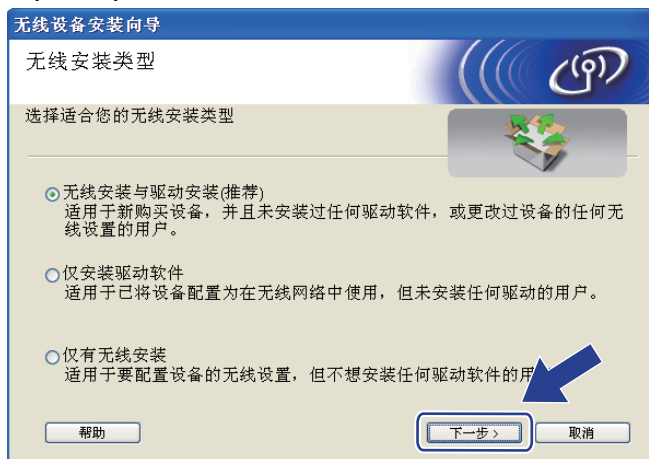 无线设备安装向导
无线安装类型
选择适合您的无线安装类型
无线安装与驱动安装(推荐)
适用于新购买设备，并且未安装过任何驱动软件，或更改过设备的任何无
线设置的用户。
仅安装驱动软件
适用于已将设备配置为在无线网络中使用，但未安装任何驱动的用户。
仅有无线安装
适用于要配置设备的无线设置，但不想安装任何驱动软件的用
帮助
下一步 >
取消